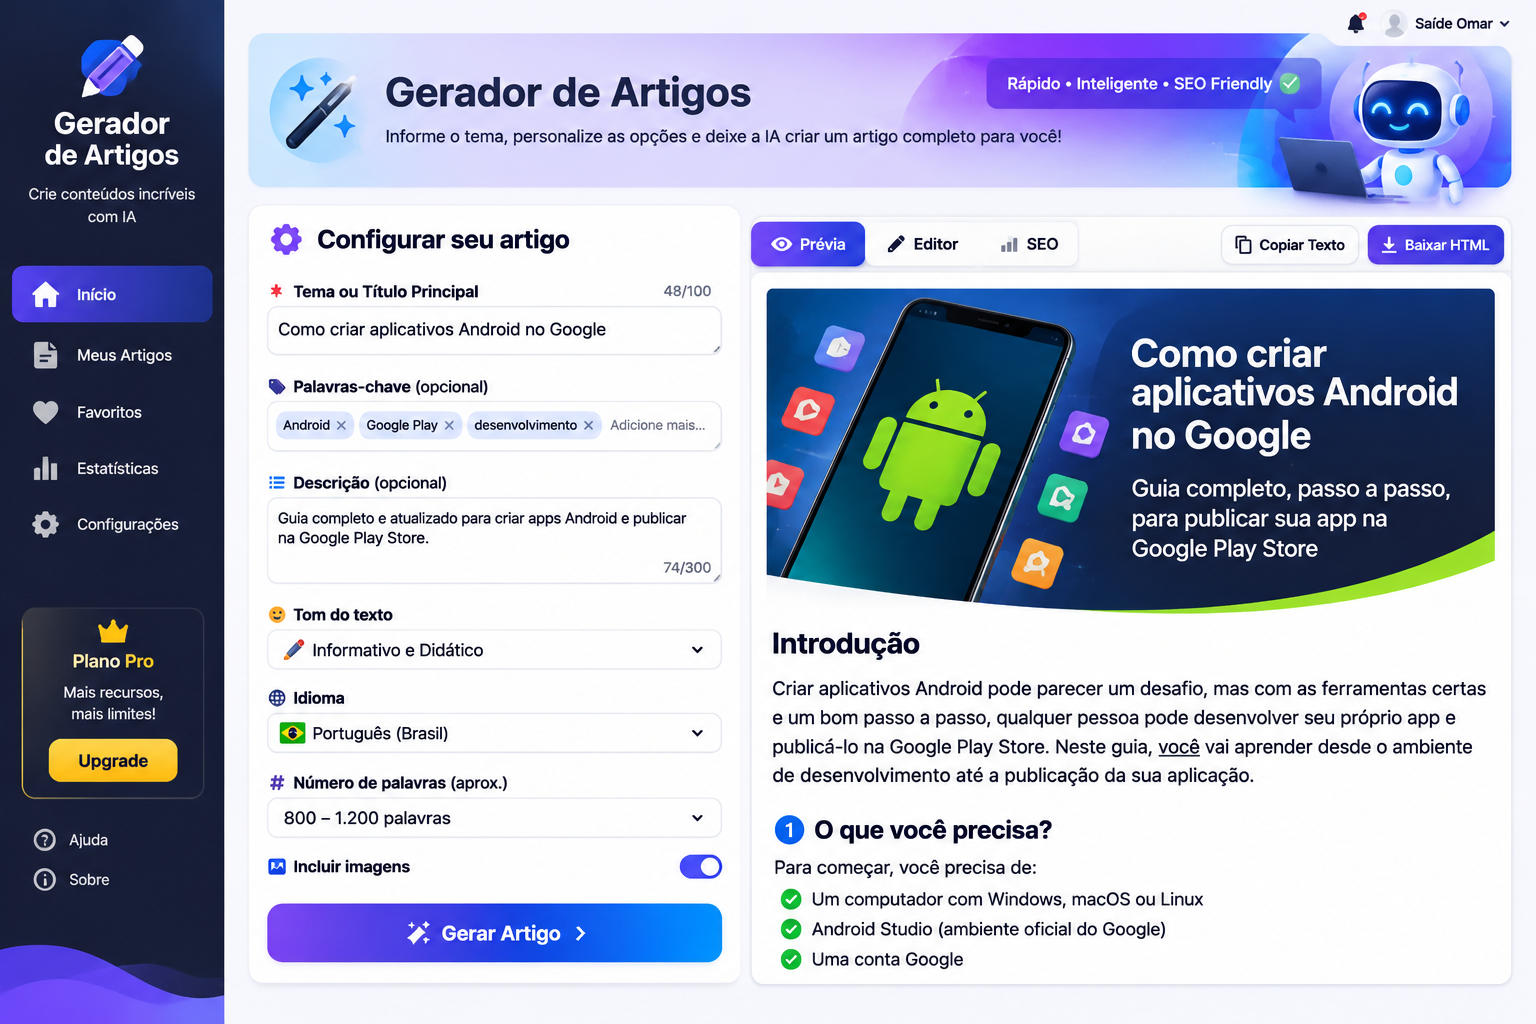 Gerador
de Artigos
Crie conteúdos incríveis
com IA
Início
Meus Artigos
Favoritos
Estatísticas
Configurações
Plano Pro
Mais recursos,
mais limites!
Upgrade
Ajuda
Sobre
Saíde Omar
Gerador de Artigos
Informe o tema, personalize as opções e deixe a IA criar um artigo completo para você!
Rápido • Inteligente • SEO Friendly
Configurar seu artigo
Tema ou Título Principal 48/100
Como criar aplicativos Android no Google
Palavras-chave (opcional)
Android × Google Play × desenvolvimento × Adicione mais...
Descrição (opcional)
Guia completo e atualizado para criar apps Android e publicar
na Google Play Store.
74/300
Tom do texto
Informativo e Didático
Idioma
Português (Brasil)
# Número de palavras (aprox.)
800 – 1.200 palavras
Incluir imagens
Gerar Artigo
Prévia Editor SEO Copiar Texto Baixar HTML
Como criar
aplicativos Android
no Google
Guia completo, passo a passo,
para publicar sua app na
Google Play Store
Introdução
Criar aplicativos Android pode parecer um desafio, mas com as ferramentas certas
e um bom passo a passo, qualquer pessoa pode desenvolver seu próprio app e
publicá-lo na Google Play Store. Neste guia, você vai aprender desde o ambiente
de desenvolvimento até a publicação da sua aplicação.
1 O que você precisa?
Para começar, você precisa de:
Um computador com Windows, macOS ou Linux
Android Studio (ambiente oficial do Google)
Uma conta Google